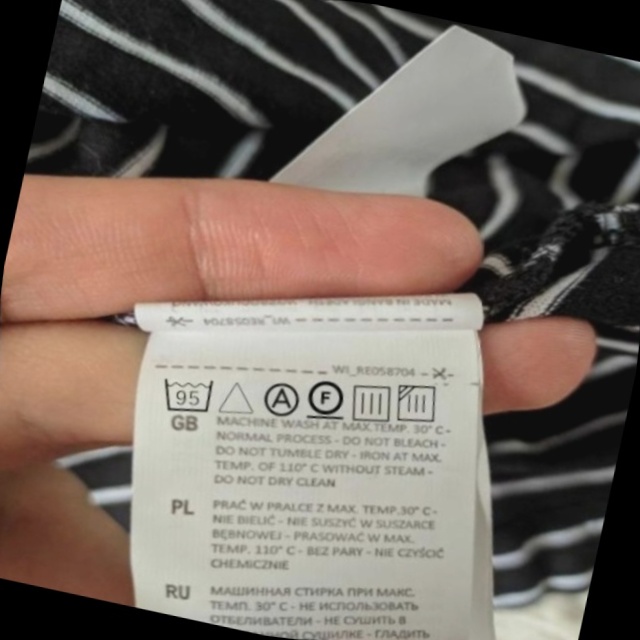 WI_RE058704
WI_RE058704
95 A F
GB MACHINE WASH AT MAX.TEMP. 30° C -
NORMAL PROCESS - DO NOT BLEACH -
DO NOT TUMBLE DRY - IRON AT MAX.
TEMP. OF 110° C WITHOUT STEAM -
DO NOT DRY CLEAN
PL PRAĆ W PRALCE Z MAX. TEMP.30° C -
NIE BIELIĆ - NIE SUSZYĆ W SUSZARCE
BĘBNOWEJ - PRASOWAĆ W MAX.
TEMP. 110° C - BEZ PARY - NIE CZYŚCIĆ
CHEMICZNIE
RU МАШИННАЯ СТИРКА ПРИ МАКС.
ТЕМП. 30° С - НЕ ИСПОЛЬЗОВАТЬ
ОТБЕЛИВАТЕЛИ - НЕ СУШИТЬ В
СУШИЛКЕ - ГЛАДИТЬ